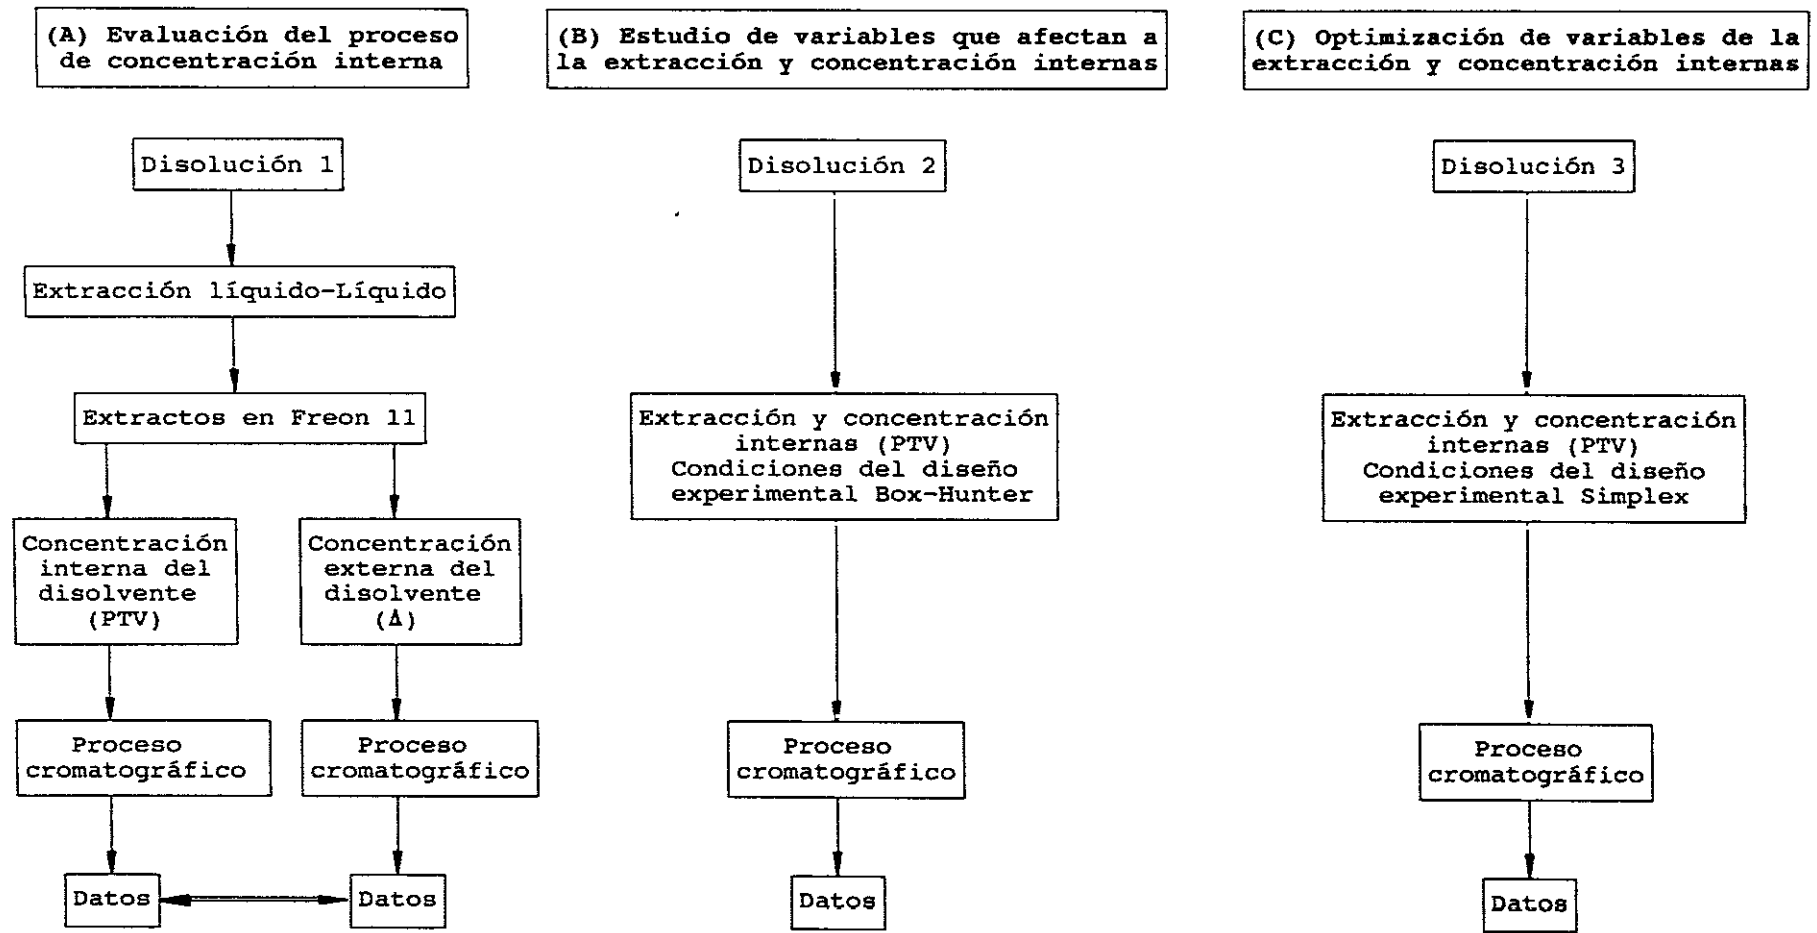 (A) Evaluación del proceso
de concentración interna
Disolución 1
Extracción líquido-Líquido
Extractos en Freon 11
Concentración
interna del
disolvente
(PTV)
Concentración
externa del
disolvente
(Δ)
Proceso
cromatográfico
Proceso
cromatográfico
Datos
Datos
(B) Estudio de variables que afectan a
la extracción y concentración internas
Disolución 2
Extracción y concentración
internas (PTV)
Condiciones del diseño
experimental Box-Hunter
Proceso
cromatográfico
Datos
(C) Optimización de variables de la
extracción y concentración internas
Disolución 3
Extracción y concentración
internas (PTV)
Condiciones del diseño
experimental Simplex
Proceso
cromatográfico
Datos